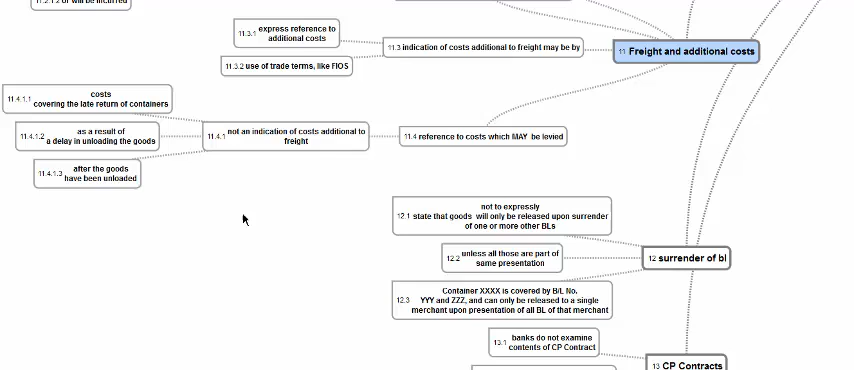 11.2.1.2 or will be incurred
11.3.1 express reference to
additional costs
11.3 indication of costs additional to freight may be by
11 Freight and additional costs
11.3.2 use of trade terms, like FIOS
11.4.1.1 costs
covering the late return of containers
11.4.1.2 as a result of
a delay in unloading the goods
11.4.1 not an indication of costs additional to
freight
11.4 reference to costs which MAY be levied
11.4.1.3 after the goods
have been unloaded
12.1 not to expressly
state that goods will only be released upon surrender
of one or more other BLs
12.2 unless all those are part of
same presentation
12 surrender of bl
12.3 Container XXXX is covered by B/L No.
YYY and ZZZ, and can only be released to a single
merchant upon presentation of all BL of that merchant
13.1 banks do not examine
contents of CP Contract
13 CP Contracts